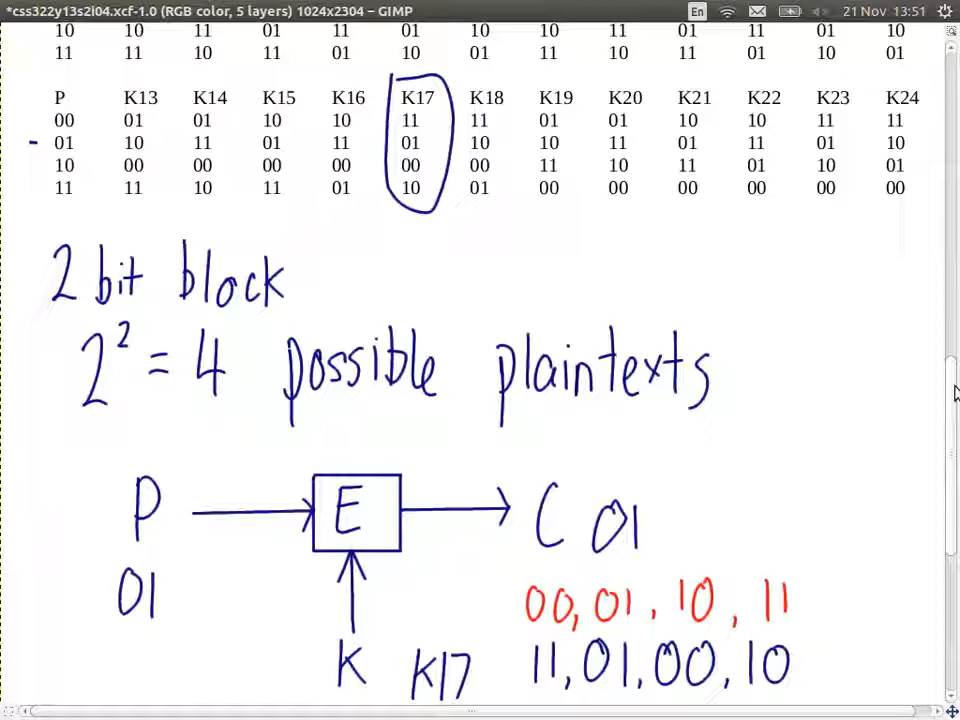 *css322y13s2i04.xcf-1.0 (RGB color, 5 layers) 1024x2304 – GIMP En 21 Nov 13:51
10 10 11 01 11 01 10 10 11 01 11 01 10
11 11 10 11 01 10 01 11 10 11 01 10 01
P K13 K14 K15 K16 K17 K18 K19 K20 K21 K22 K23 K24
00 01 01 10 10 11 11 01 01 10 10 11 11
01 10 11 01 11 01 10 10 11 01 11 01 10
10 00 00 00 00 00 00 11 10 11 01 10 01
11 11 10 11 01 10 01 00 00 00 00 00 00
2 bit block
2² = 4 possible plaintexts
P E C 01
01 00, 01, 10, 11
K K17 11, 01, 00, 10